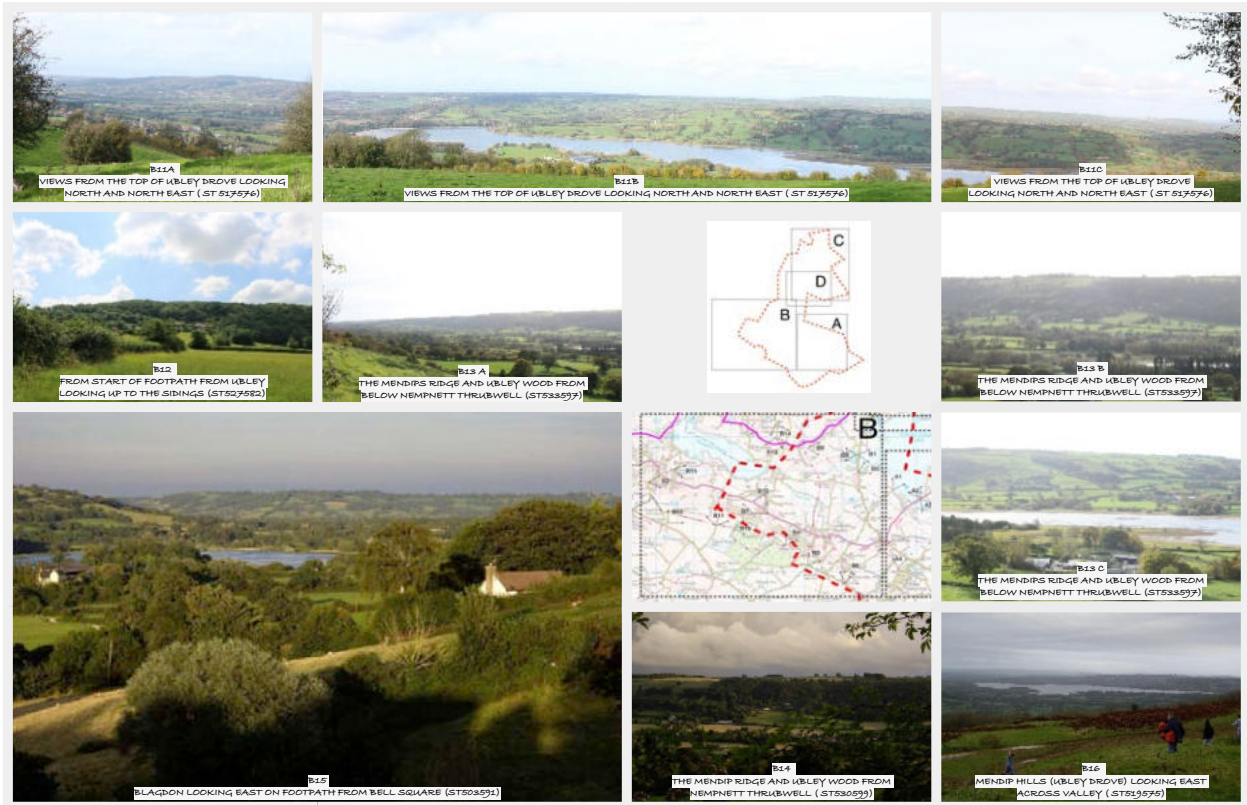 B11A
VIEWS FROM THE TOP OF UBLEY DROVE LOOKING
NORTH AND NORTH EAST ( ST 517576)
B11B
VIEWS FROM THE TOP OF UBLEY DROVE LOOKING NORTH AND NORTH EAST ( ST 517576)
B11C
VIEWS FROM THE TOP OF UBLEY DROVE
LOOKING NORTH AND NORTH EAST ( ST 517576)
B12
FROM START OF FOOTPATH FROM UBLEY
LOOKING UP TO THE SIDINGS (ST527582)
B13 A
THE MENDIPS RIDGE AND UBLEY WOOD FROM
BELOW NEMPNETT THRUBWELL (ST533597)
C
D
B
A
B13 B
THE MENDIPS RIDGE AND UBLEY WOOD FROM
BELOW NEMPNETT THRUBWELL (ST533597)
B15
BLAGDON LOOKING EAST ON FOOTPATH FROM BELL SQUARE (ST503591)
B
B13 C
THE MENDIPS RIDGE AND UBLEY WOOD FROM
BELOW NEMPNETT THRUBWELL (ST533597)
B14
THE MENDIP RIDGE AND UBLEY WOOD FROM
NEMPNETT THRUBWELL ( ST530599)
B16
MENDIP HILLS (UBLEY DROVE) LOOKING EAST
ACROSS VALLEY ( ST519575)